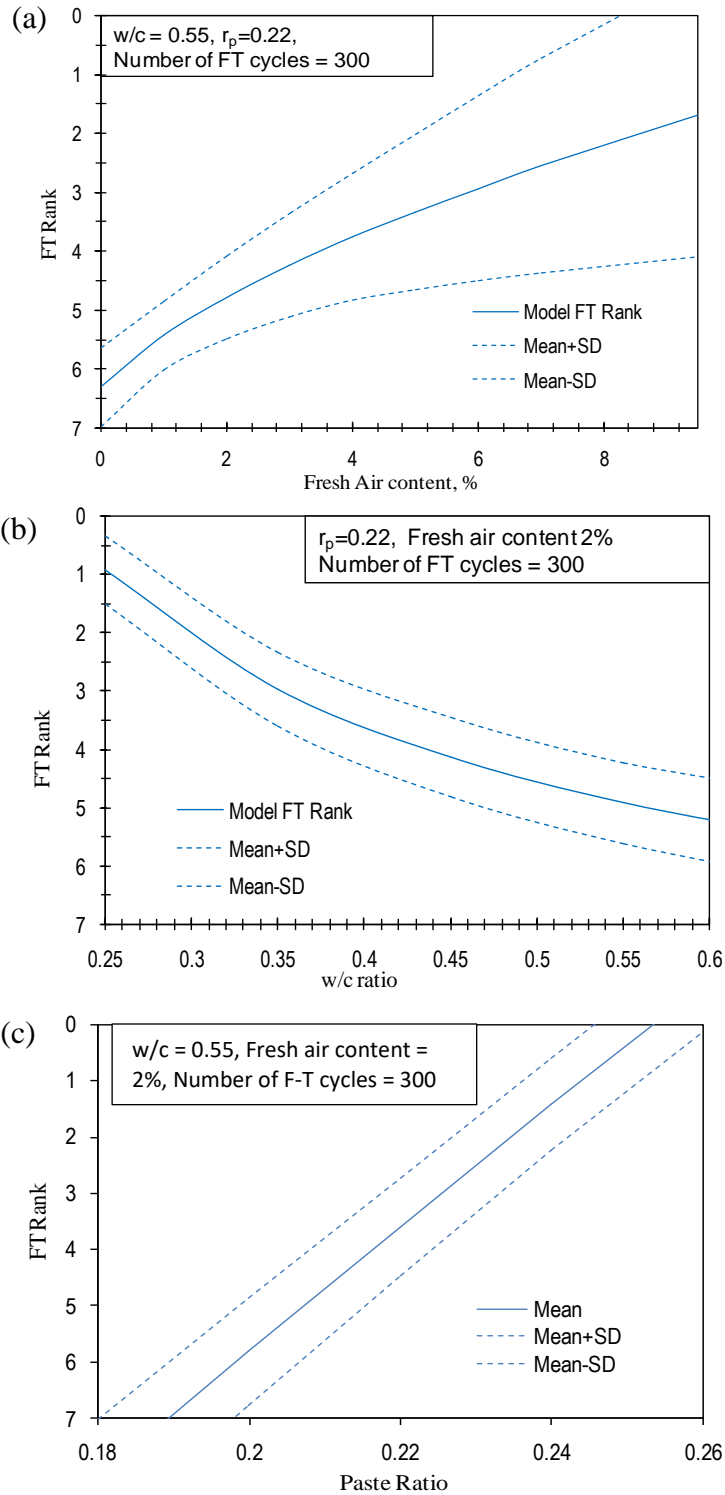 (a)
w/c = 0.55, rₚ=0.22,
Number of FT cycles = 300
0
1
2
3
4
5
6
7
FT Rank
Model FT Rank
Mean+SD
Mean-SD
0 2 4 6 8
Fresh Air content, %
(b)
rₚ=0.22, Fresh air content 2%
Number of FT cycles = 300
0
1
2
3
4
5
6
7
FT Rank
Model FT Rank
Mean+SD
Mean-SD
0.25 0.3 0.35 0.4 0.45 0.5 0.55 0.6
w/c ratio
(c)
w/c = 0.55, Fresh air content =
2%, Number of F-T cycles = 300
0
1
2
3
4
5
6
7
FT Rank
Mean
Mean+SD
Mean-SD
0.18 0.2 0.22 0.24 0.26
Paste Ratio